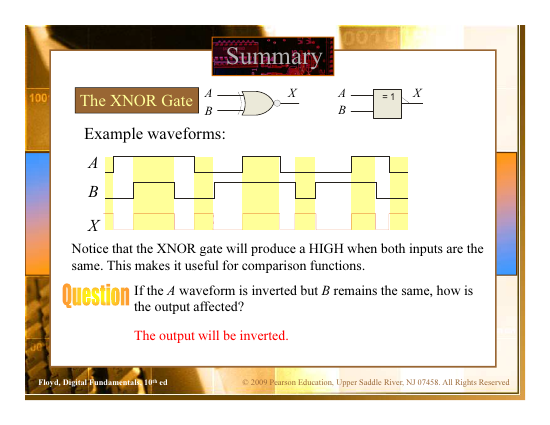 Summary
The XNOR Gate
A
B
X
A
B
= 1
X
Example waveforms:
A
B
X
Notice that the XNOR gate will produce a HIGH when both inputs are the
same. This makes it useful for comparison functions.
Question
If the A waveform is inverted but B remains the same, how is
the output affected?
The output will be inverted.
Floyd, Digital Fundamentals, 10th ed
© 2009 Pearson Education, Upper Saddle River, NJ 07458. All Rights Reserved